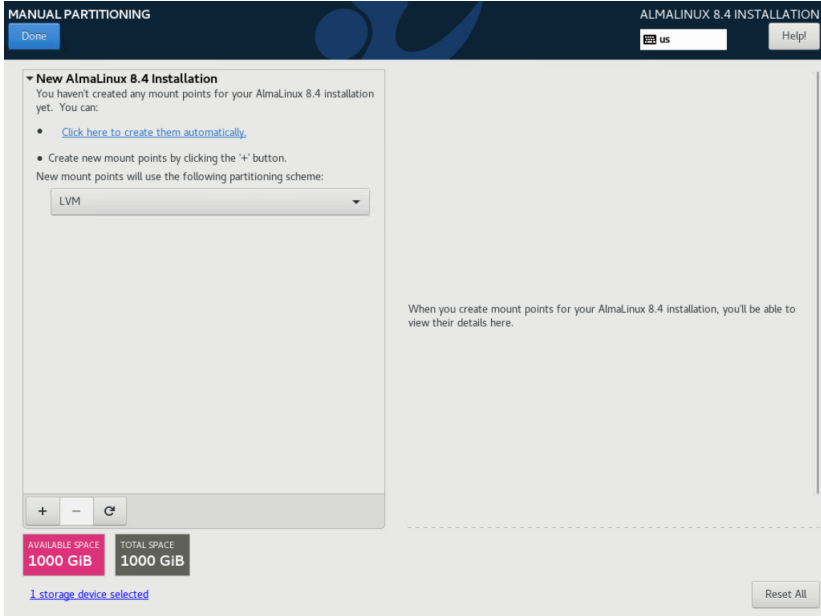 MANUAL PARTITIONING
ALMALINUX 8.4 INSTALLATION
Done
us
Help!
New AlmaLinux 8.4 Installation
You haven't created any mount points for your AlmaLinux 8.4 installation
yet. You can:
• Click here to create them automatically.
• Create new mount points by clicking the '+' button.
New mount points will use the following partitioning scheme:
LVM
When you create mount points for your AlmaLinux 8.4 installation, you'll be able to
view their details here.
+ −
AVAILABLE SPACE
1000 GiB
TOTAL SPACE
1000 GiB
1 storage device selected
Reset All